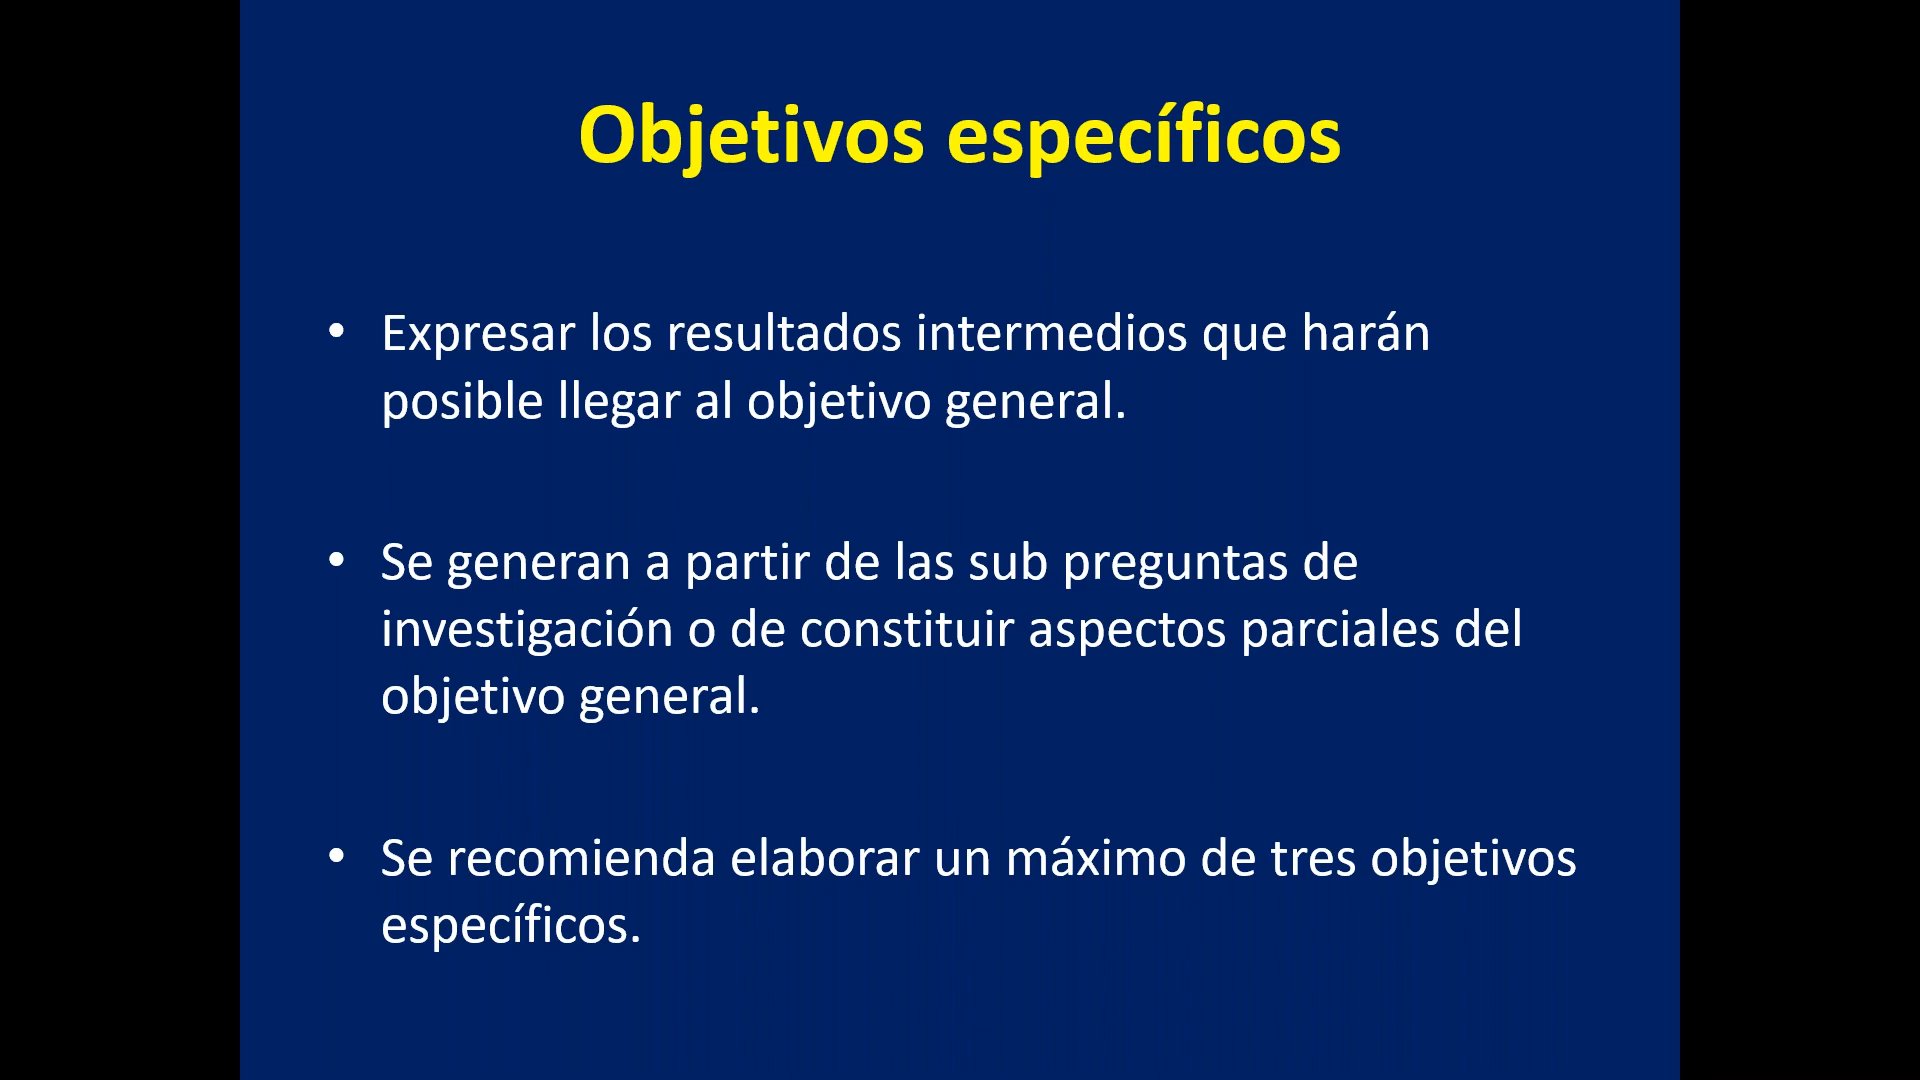 Objetivos específicos
• Expresar los resultados intermedios que harán
posible llegar al objetivo general.
• Se generan a partir de las sub preguntas de
investigación o de constituir aspectos parciales del
objetivo general.
• Se recomienda elaborar un máximo de tres objetivos
específicos.